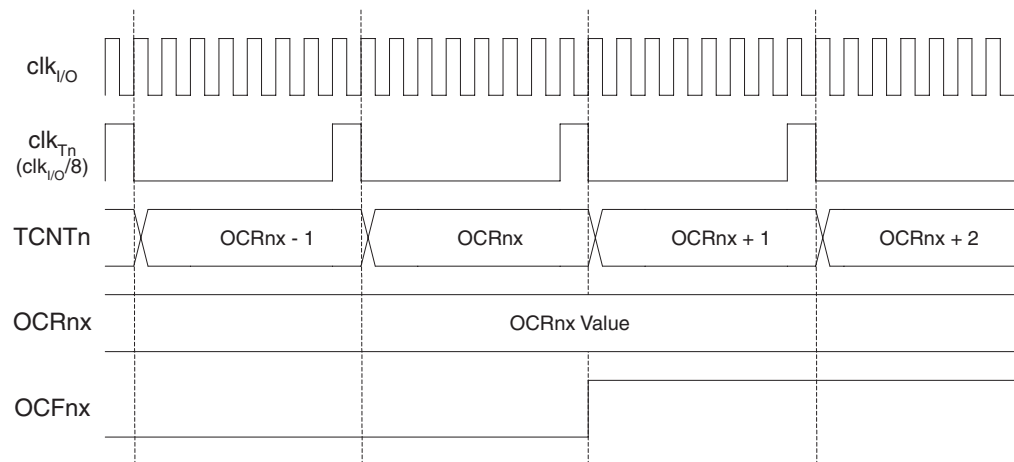 clkI/O
clkTn
(clkI/O/8)
TCNTn
OCRnx - 1
OCRnx
OCRnx + 1
OCRnx + 2
OCRnx
OCRnx Value
OCFnx